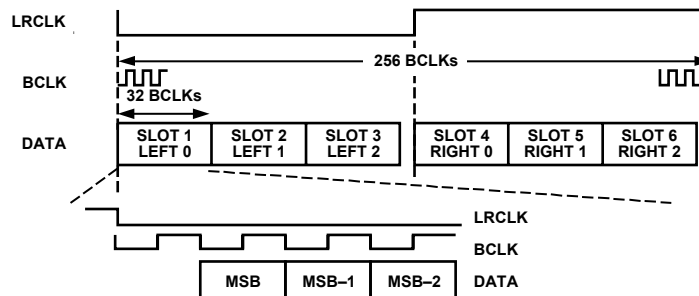 LRCLK
256 BCLKs
BCLK
32 BCLKs
DATA
SLOT 1 SLOT 2 SLOT 3 SLOT 4 SLOT 5 SLOT 6
LEFT 0 LEFT 1 LEFT 2 RIGHT 0 RIGHT 1 RIGHT 2
LRCLK
BCLK
MSB MSB–1 MSB–2 DATA